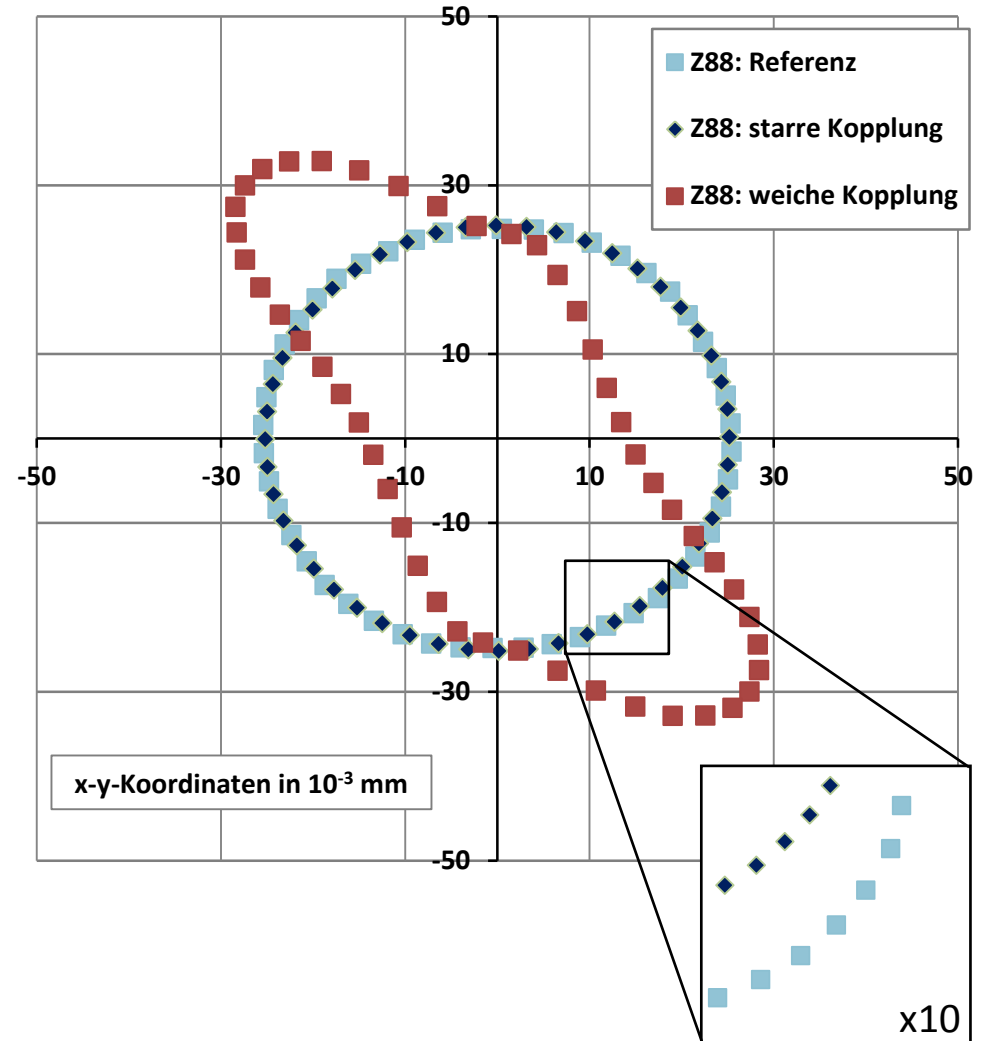 50
Z88: Referenz
Z88: starre Kopplung
Z88: weiche Kopplung
30
10
-50 -30 -10 10 30 50
-10
-30
x-y-Koordinaten in 10⁻³ mm
-50
x10